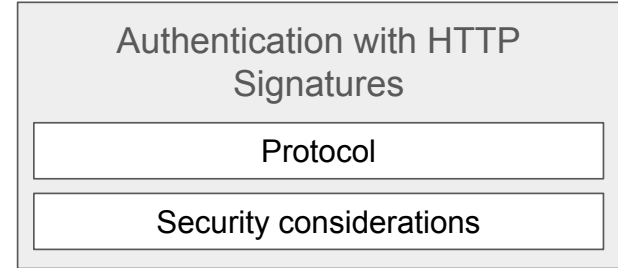 Authentication with HTTP
Signatures
Protocol
Security considerations